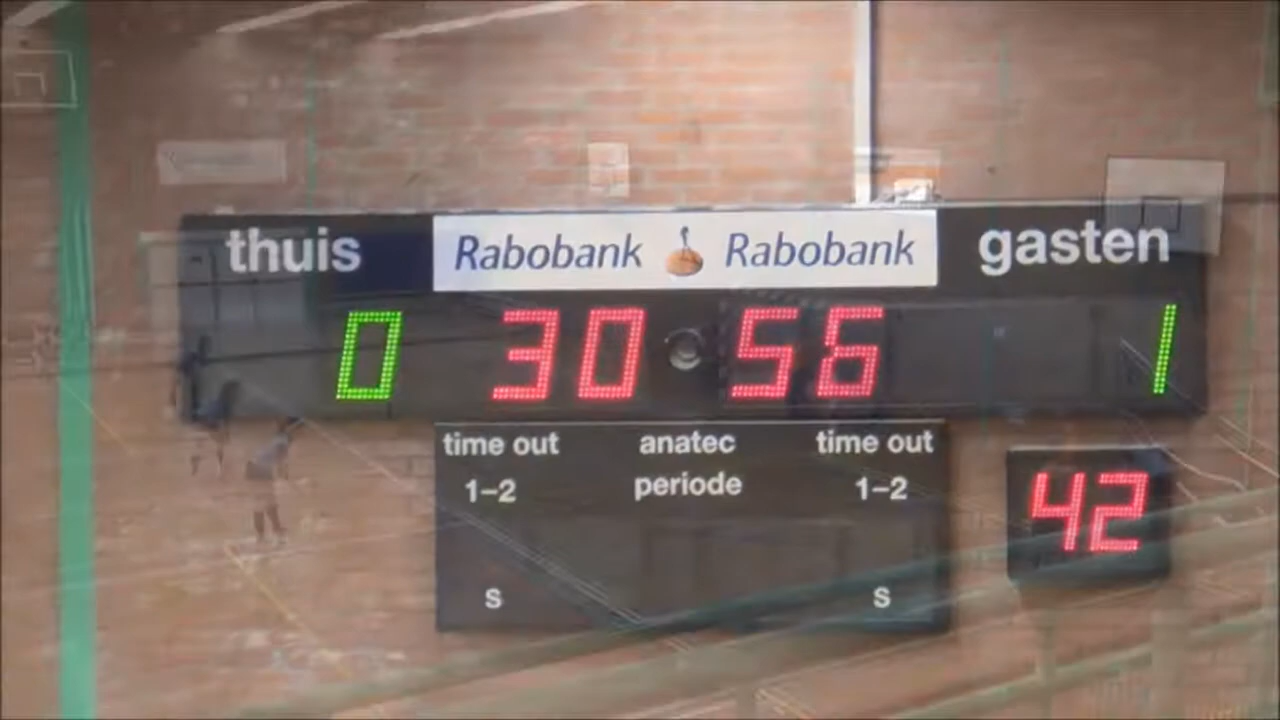 thuis Rabobank Rabobank gasten
0 30 56 1
time out anatec time out
1–2 periode 1–2
42
s s